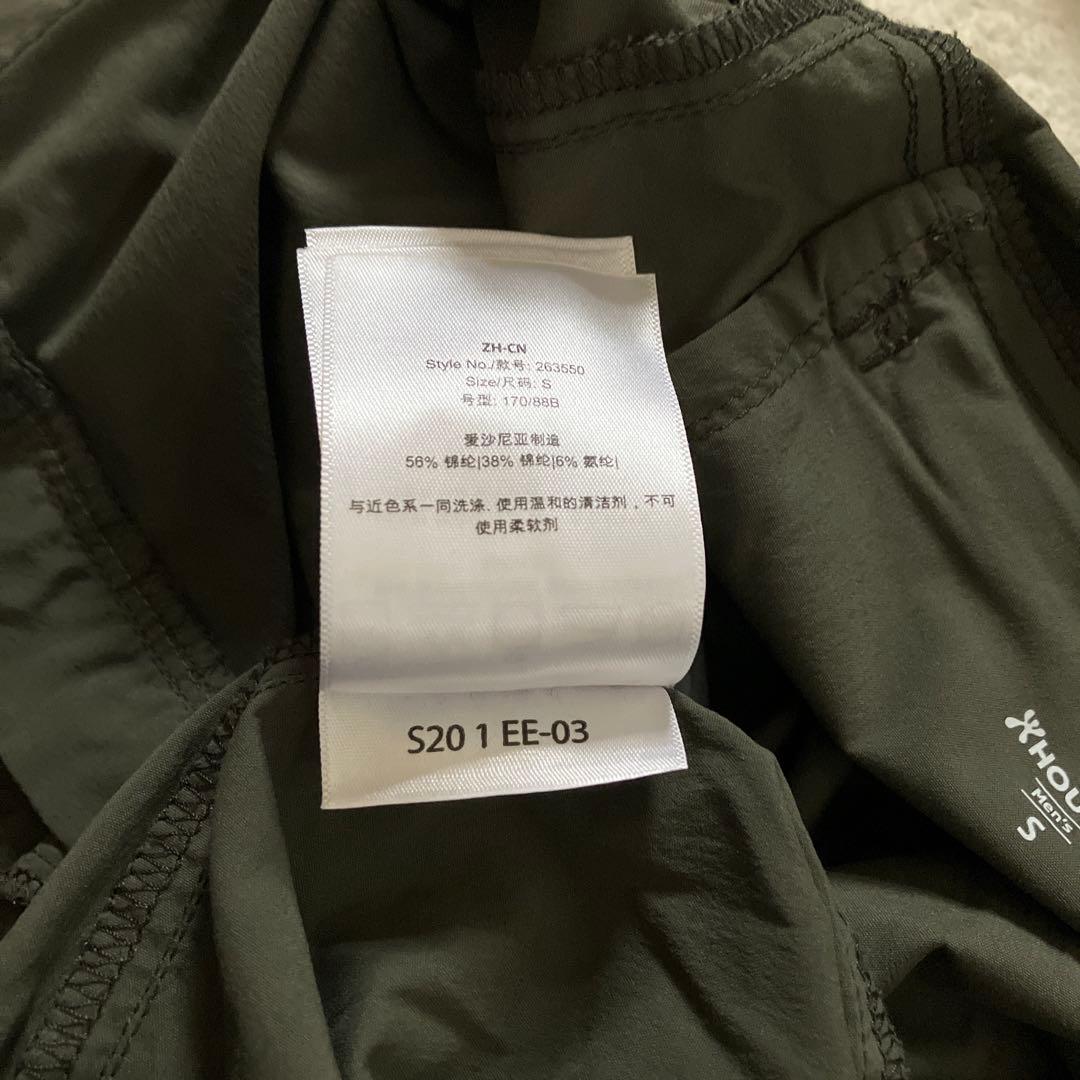 ZH-CN
Style No./款号: 263550
Size/尺码: S
号型: 170/88B
爱沙尼亚制造
56% 锦纶|38% 锦纶|6% 氨纶|
与近色系一同洗涤、使用温和的清洁剂，不可
使用柔软剂
S20 1 EE-03
HOU
Men's
S